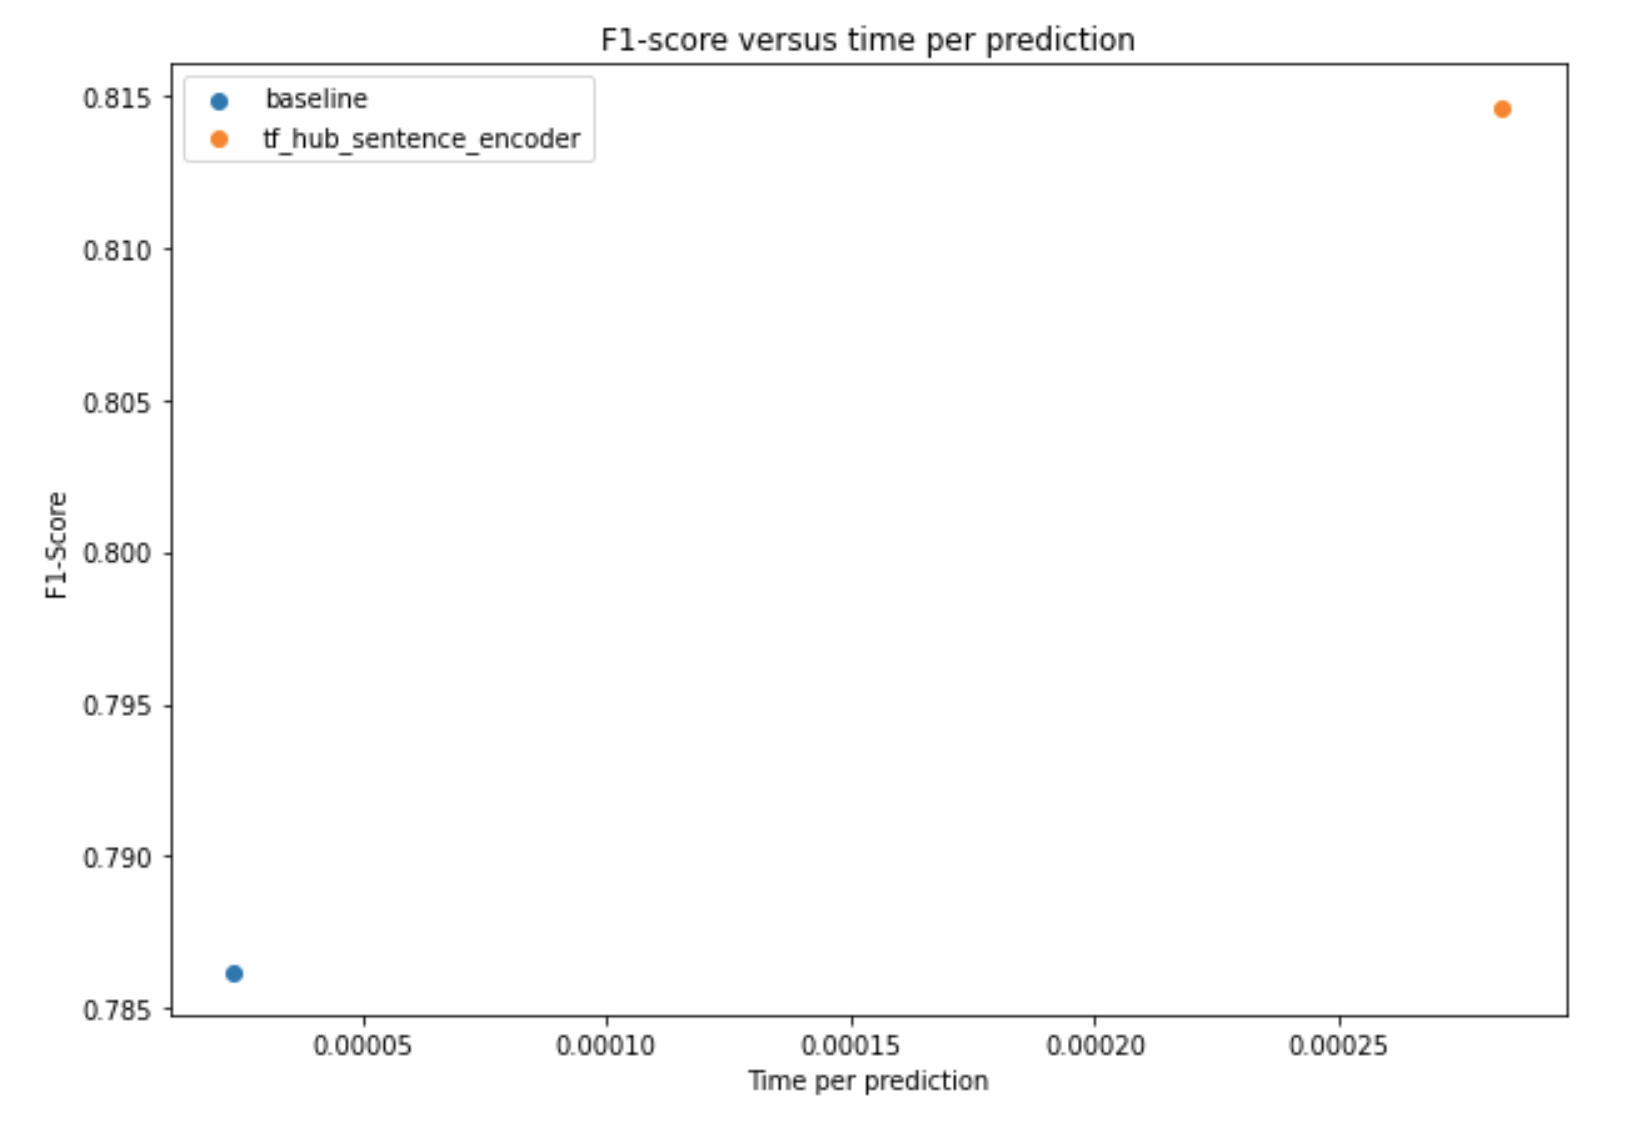 F1-score versus time per prediction
baseline
tf_hub_sentence_encoder
0.815
0.810
0.805
0.800
0.795
0.790
0.785
F1-Score
0.00005 0.00010 0.00015 0.00020 0.00025
Time per prediction